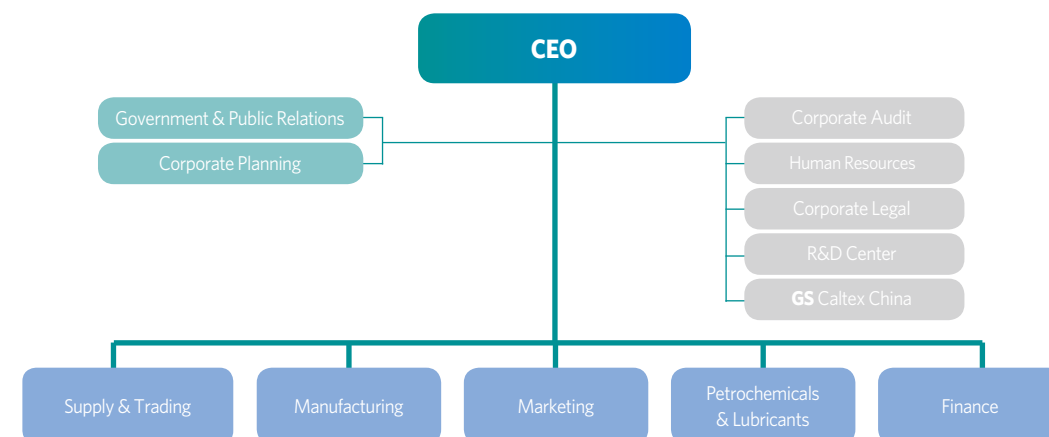 CEO
Government & Public Relations
Corporate Planning
Corporate Audit
Human Resources
Corporate Legal
R&D Center
GS Caltex China
Supply & Trading
Manufacturing
Marketing
Petrochemicals
& Lubricants
Finance